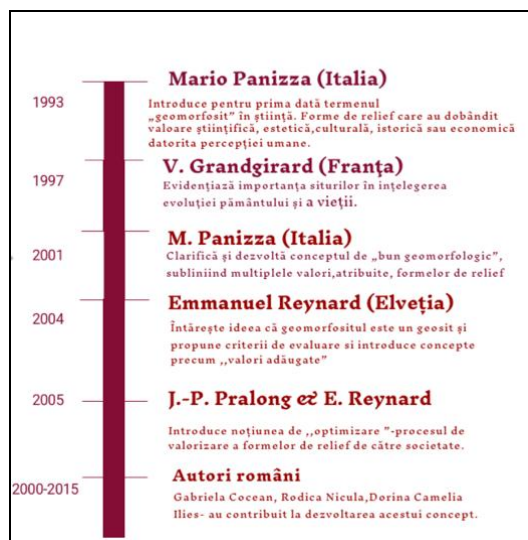 Mario Panizza (Italia)
1993
Introduce pentru prima dată termenul
„geomorfosit” în știință. Forme de relief care au dobândit
valoare științifică, estetică,culturală, istorică sau economică
datorita percepției umane.
V. Grandgirard (Franța)
1997
Evidențiază importanța siturilor în ințelegerea
evoluției pământului și a vieții.
M. Panizza (Italia)
2001
Clarifică și dezvoltă conceptul de „bun geomorfologic”,
subliniind multiplele valori,atribuite, formelor de relief
Emmanuel Reynard (Elveția)
2004
Întărește ideea că geomorfositul este un geosit și
propune criterii de evaluare si introduce concepte
precum ,,valori adăugate”
J.-P. Pralong & E. Reynard
2005
Introduce noțiunea de ,,optimizare ”-procesul de
valorizare a formelor de relief de către societate.
Autori români
2000-2015
Gabriela Cocean, Rodica Nicula,Dorina Camelia
Ilies- au contribuit la dezvoltarea acestui concept.